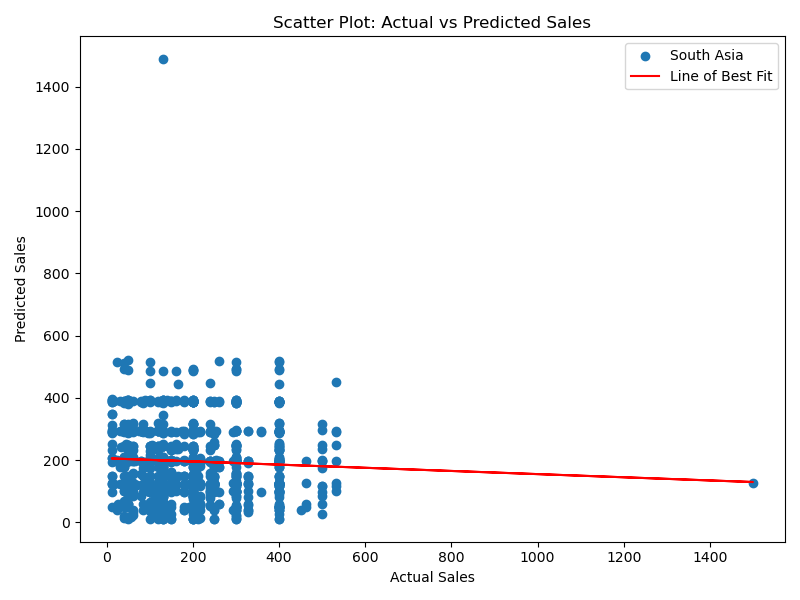 Scatter Plot: Actual vs Predicted Sales
South Asia
Line of Best Fit
Predicted Sales
1400
1200
1000
800
600
400
200
0
0 200 400 600 800 1000 1200 1400
Actual Sales